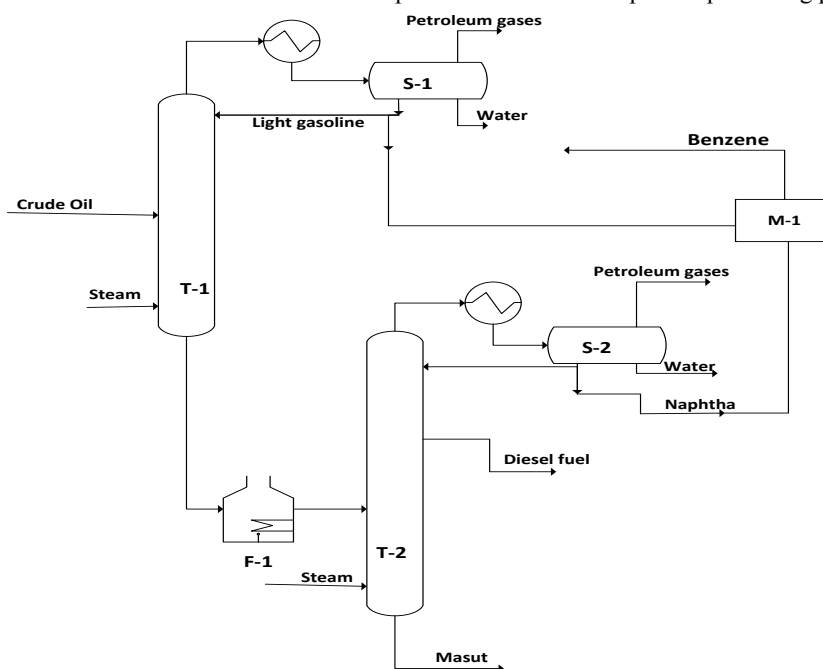 Petroleum gases
S-1
Water
Light gasoline
Benzene
Crude Oil
M-1
Petroleum gases
Steam
T-1
S-2
Water
Naphtha
Diesel fuel
T-2
F-1
Steam
Masut